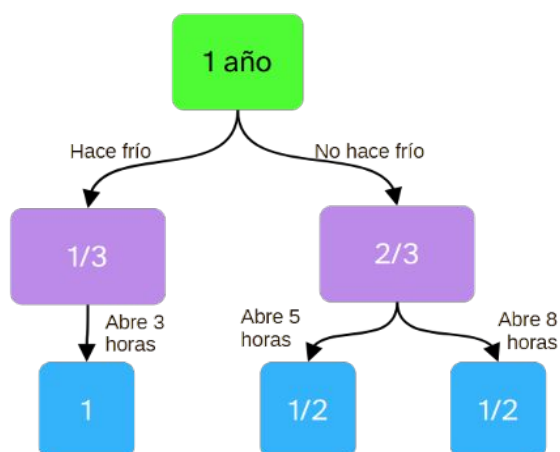 1 año
Hace frío
No hace frío
1/3
2/3
Abre 3
horas
Abre 5
horas
Abre 8
horas
1
1/2
1/2